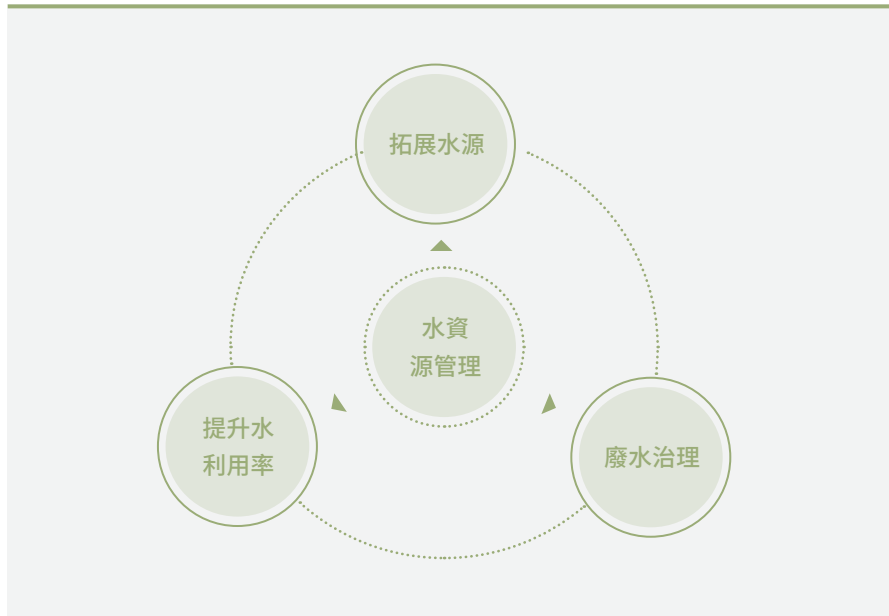 拓展水源
水資
源管理
提升水
利用率
廢水治理